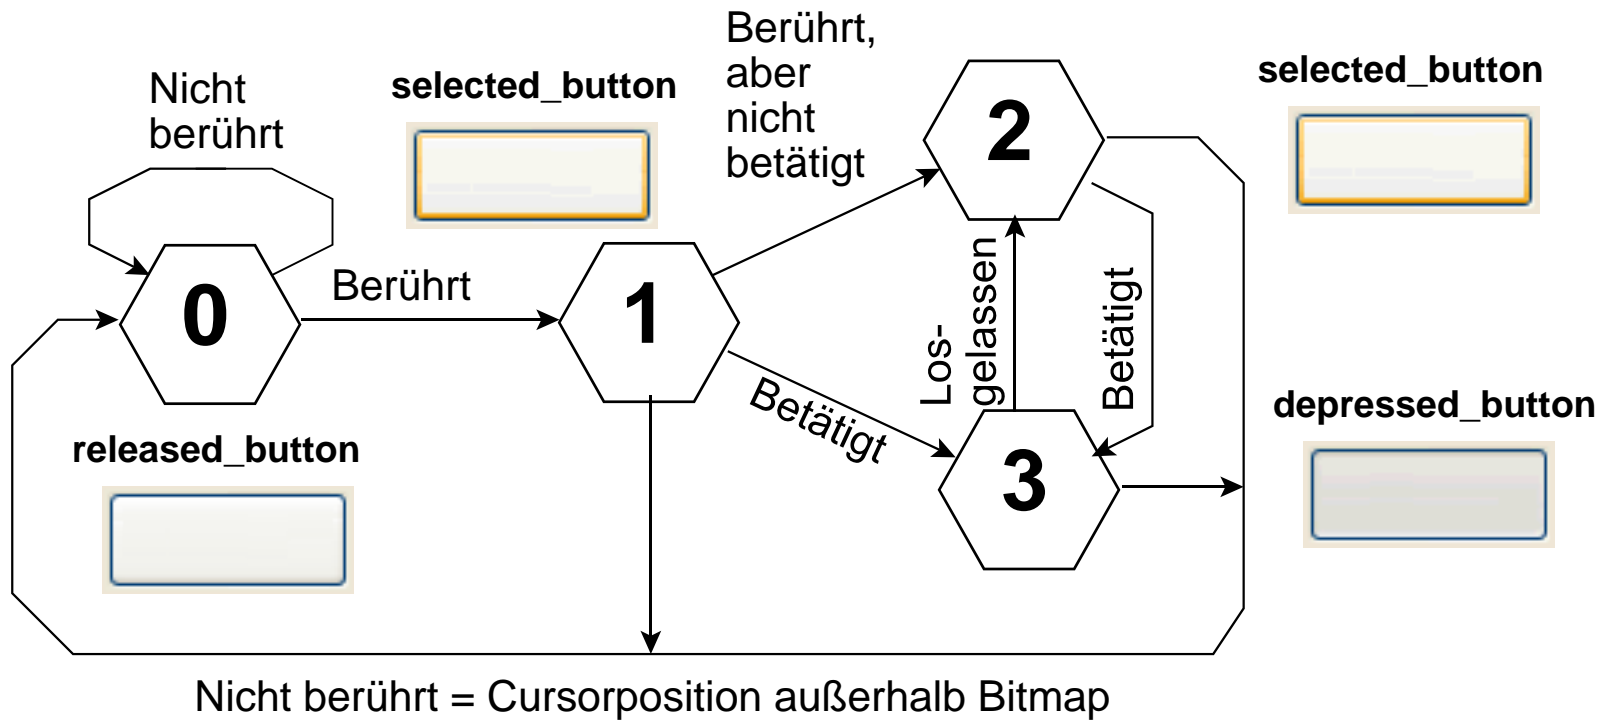 Nicht
berührt
selected_button
Berührt,
aber
nicht
betätigt
2
selected_button
0
Berührt
1
Los-
gelassen
Betätigt
Betätigt
3
depressed_button
released_button
Nicht berührt = Cursorposition außerhalb Bitmap